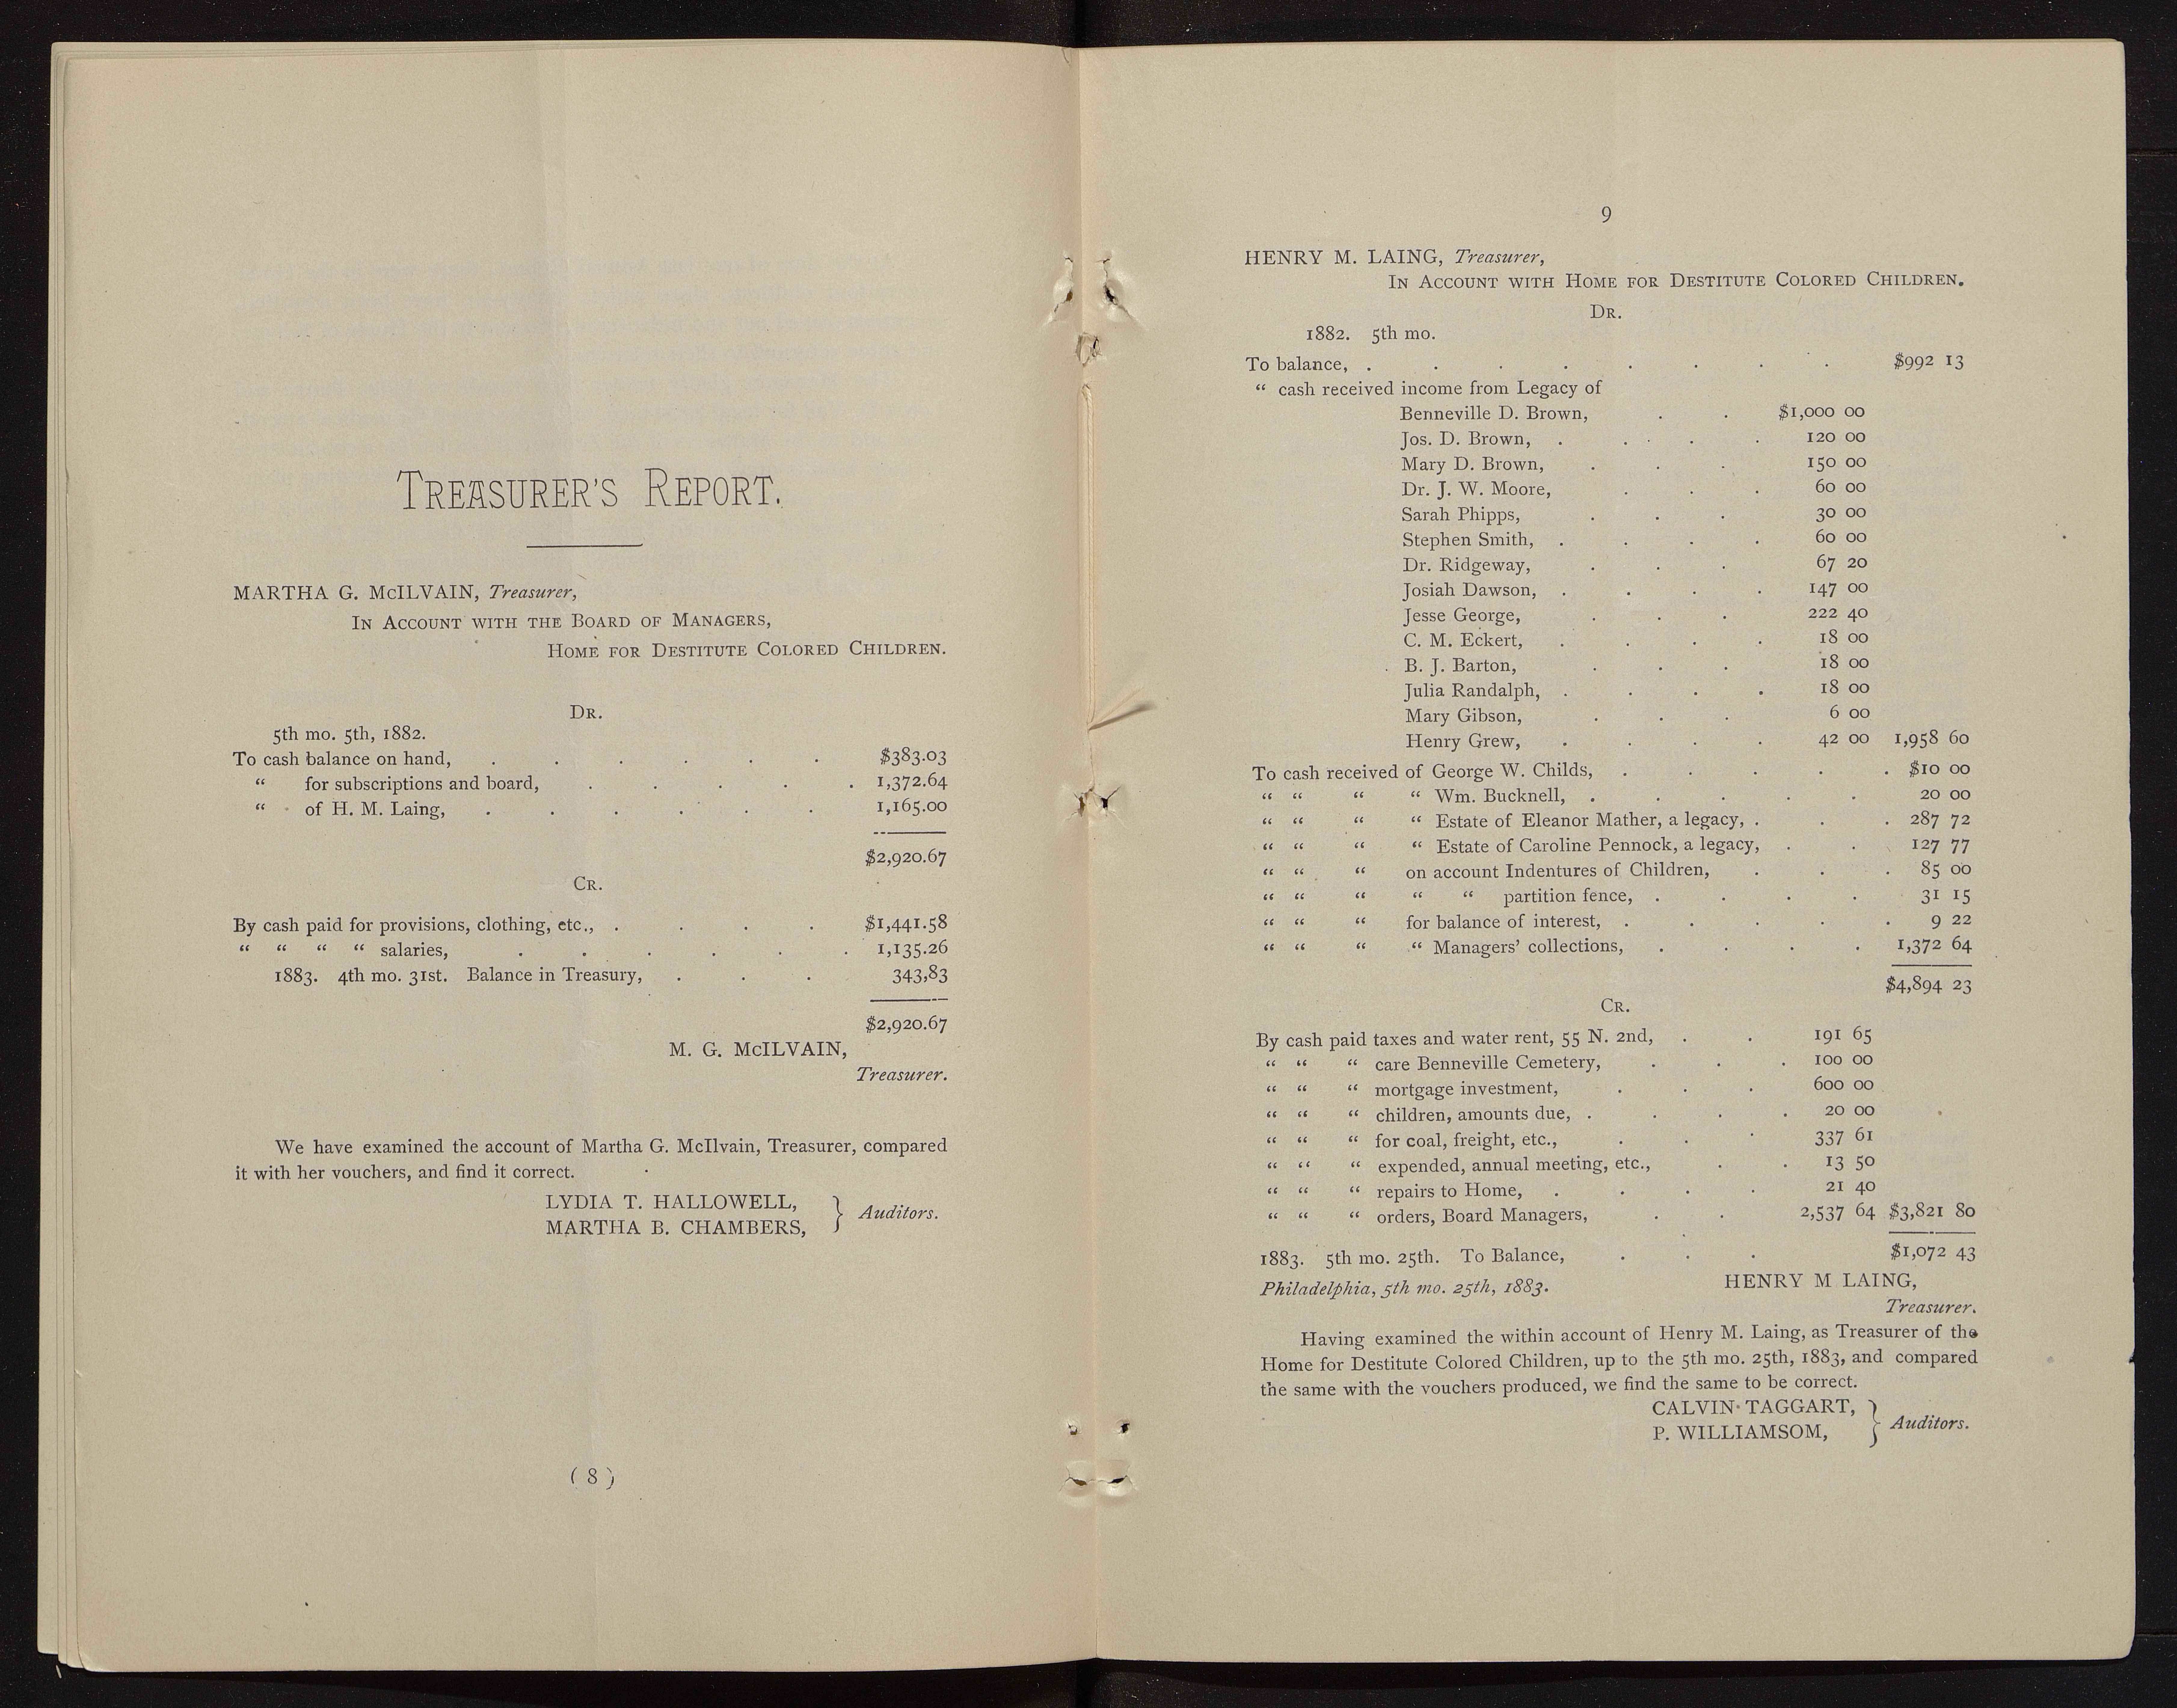 TREASURER'S REPORT.
MARTHA G. MCILVAIN, Treasurer,
IN ACCOUNT WITH THE BOARD OF MANAGERS,
HOME FOR DESTITUTE COLORED CHILDREN.
DR.
5th mo. 5th, 1882.
To cash balance on hand, . . . . . . $383.03
“ for subscriptions and board, . . . . . 1,372.64
“ of H. M. Laing, . . . . . . 1,165.00
$2,920.67
CR.
By cash paid for provisions, clothing, etc., . . . . $1,441.58
“ “ “ “ salaries, . . . . . . 1,135.26
1883. 4th mo. 31st. Balance in Treasury, . . . 343,83
$2,920.67
M. G. MCILVAIN,
Treasurer.
We have examined the account of Martha G. McIlvain, Treasurer, compared
it with her vouchers, and find it correct.
LYDIA T. HALLOWELL,
MARTHA B. CHAMBERS, } Auditors.
(8)
9
HENRY M. LAING, Treasurer,
IN ACCOUNT WITH HOME FOR DESTITUTE COLORED CHILDREN.
DR.
1882. 5th mo.
To balance, . . . . . . . . $992 13
“ cash received income from Legacy of
Benneville D. Brown, . . $1,000 00
Jos. D. Brown, . . . . 120 00
Mary D. Brown, . . . 150 00
Dr. J. W. Moore, . . . 60 00
Sarah Phipps, . . . 30 00
Stephen Smith, . . . . 60 00
Dr. Ridgeway, . . . 67 20
Josiah Dawson, . . . . 147 00
Jesse George, . . . 222 40
C. M. Eckert, . . . . 18 00
B. J. Barton, . . . 18 00
Julia Randalph, . . . . 18 00
Mary Gibson, . . . 6 00
Henry Grew, . . . . 42 00 1,958 60
To cash received of George W. Childs, . . . . . $10 00
“ “ “ “ Wm. Bucknell, . . . . . 20 00
“ “ “ “ Estate of Eleanor Mather, a legacy, . . . 287 72
“ “ “ “ Estate of Caroline Pennock, a legacy, . . 127 77
“ “ “ on account Indentures of Children, . . . 85 00
“ “ “ “ “ partition fence, . . . . 31 15
“ “ “ for balance of interest, . . . . . 9 22
“ “ “ “ Managers' collections, . . . . 1,372 64
$4,894 23
CR.
By cash paid taxes and water rent, 55 N. 2nd, . . 191 65
“ “ “ care Benneville Cemetery, . . . 100 00
“ “ “ mortgage investment, . . . 600 00
“ “ “ children, amounts due, . . . . 20 00
“ “ “ for coal, freight, etc., . . . 337 61
“ “ “ expended, annual meeting, etc., . . 13 50
“ “ “ repairs to Home, . . . . 21 40
“ “ “ orders, Board Managers, . . 2,537 64 $3,821 80
1883. 5th mo. 25th. To Balance, . . . $1,072 43
Philadelphia, 5th mo. 25th, 1883. HENRY M LAING,
Treasurer.
Having examined the within account of Henry M. Laing, as Treasurer of the
Home for Destitute Colored Children, up to the 5th mo. 25th, 1883, and compared
the same with the vouchers produced, we find the same to be correct.
CALVIN TAGGART,
P. WILLIAMSOM, } Auditors.